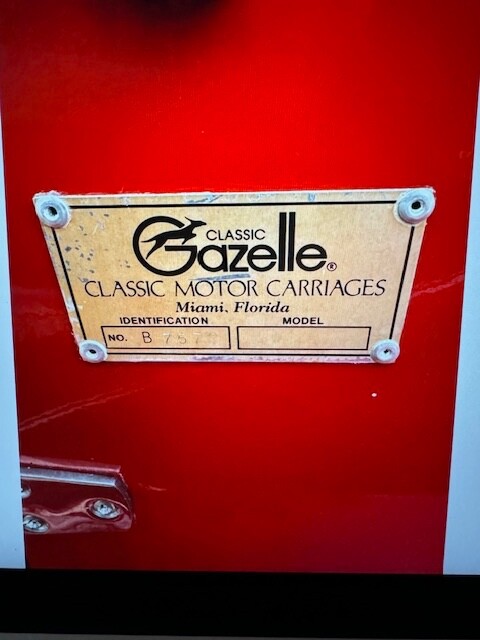 CLASSIC
Gazelle®
CLASSIC MOTOR CARRIAGES
Miami, Florida
IDENTIFICATION MODEL
NO. B 757